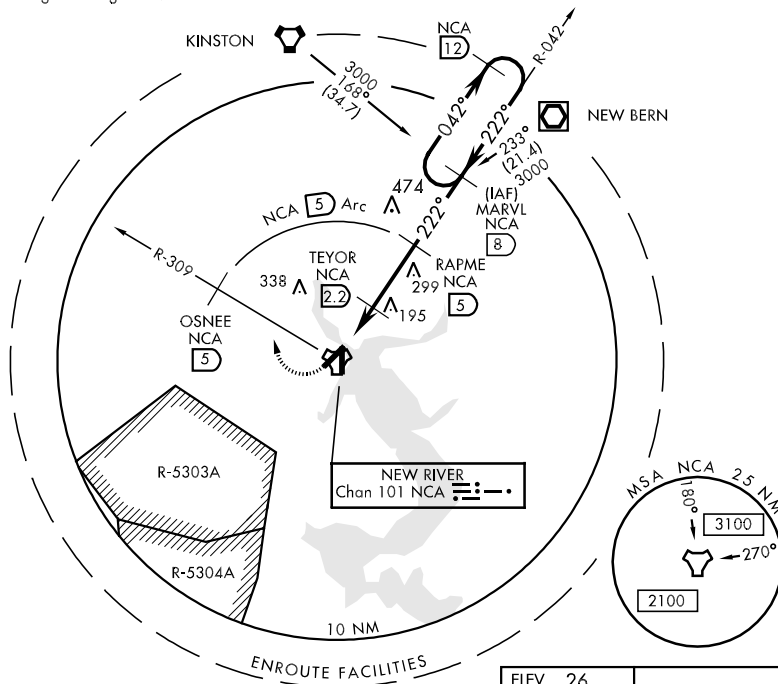 KINSTON
3000
168°
(34.7)
NCA
12
R-042
042°
222°
NEW BERN
233°
(21.4)
3000
(IAF)
MARVL
NCA
8
474
NCA 5 Arc
222°
R-309
TEYOR
NCA
2.2
338
299
195
RAPME
NCA
5
OSNEE
NCA
5
R-5303A
R-5304A
NEW RIVER
Chan 101 NCA
10 NM
ENROUTE FACILITIES
MSA NCA 25 NM
180°
3100
270°
2100
ELEV 26